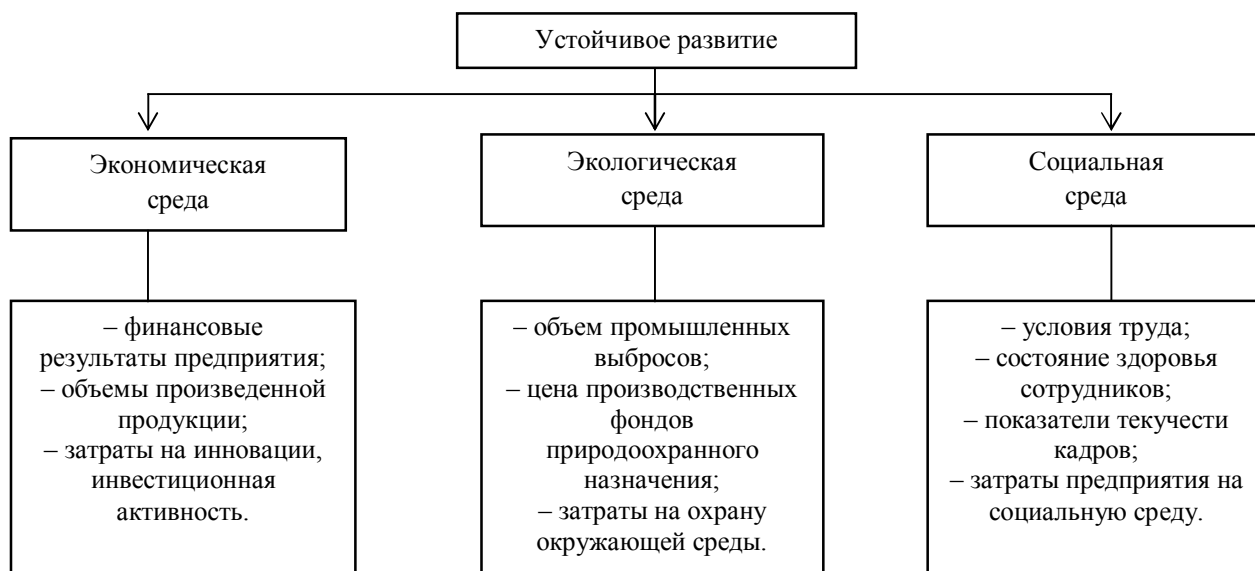 Устойчивое развитие
Экономическая
среда
Экологическая
среда
Социальная
среда
– финансовые
результаты предприятия;
– объемы произведенной
продукции;
– затраты на инновации,
инвестиционная
активность.
– объем промышленных
выбросов;
– цена производственных
фондов
природоохранного
назначения;
– затраты на охрану
окружающей среды.
– условия труда;
– состояние здоровья
сотрудников;
– показатели текучести
кадров;
– затраты предприятия на
социальную среду.